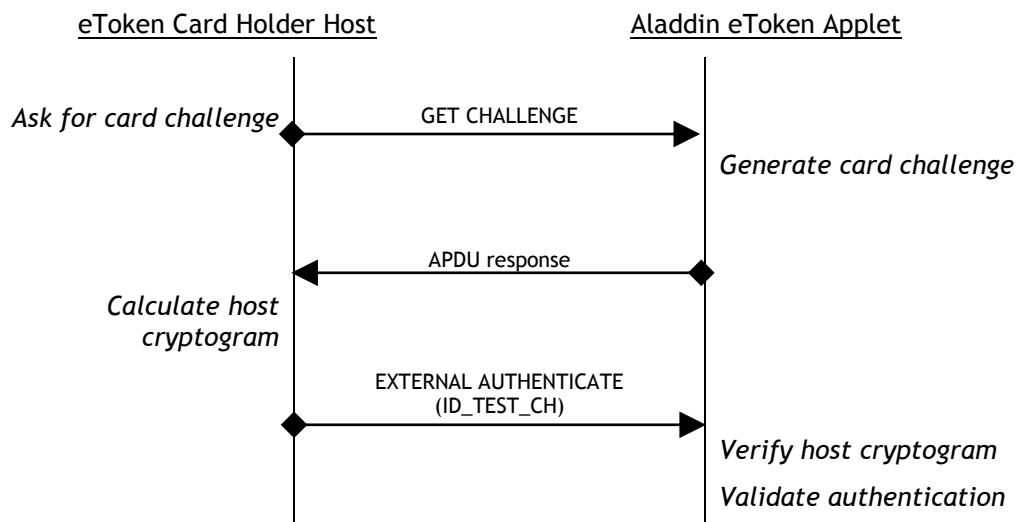 eToken Card Holder Host
Aladdin eToken Applet
Ask for card challenge
GET CHALLENGE
Generate card challenge
APDU response
Calculate host
cryptogram
EXTERNAL AUTHENTICATE
(ID_TEST_CH)
Verify host cryptogram
Validate authentication